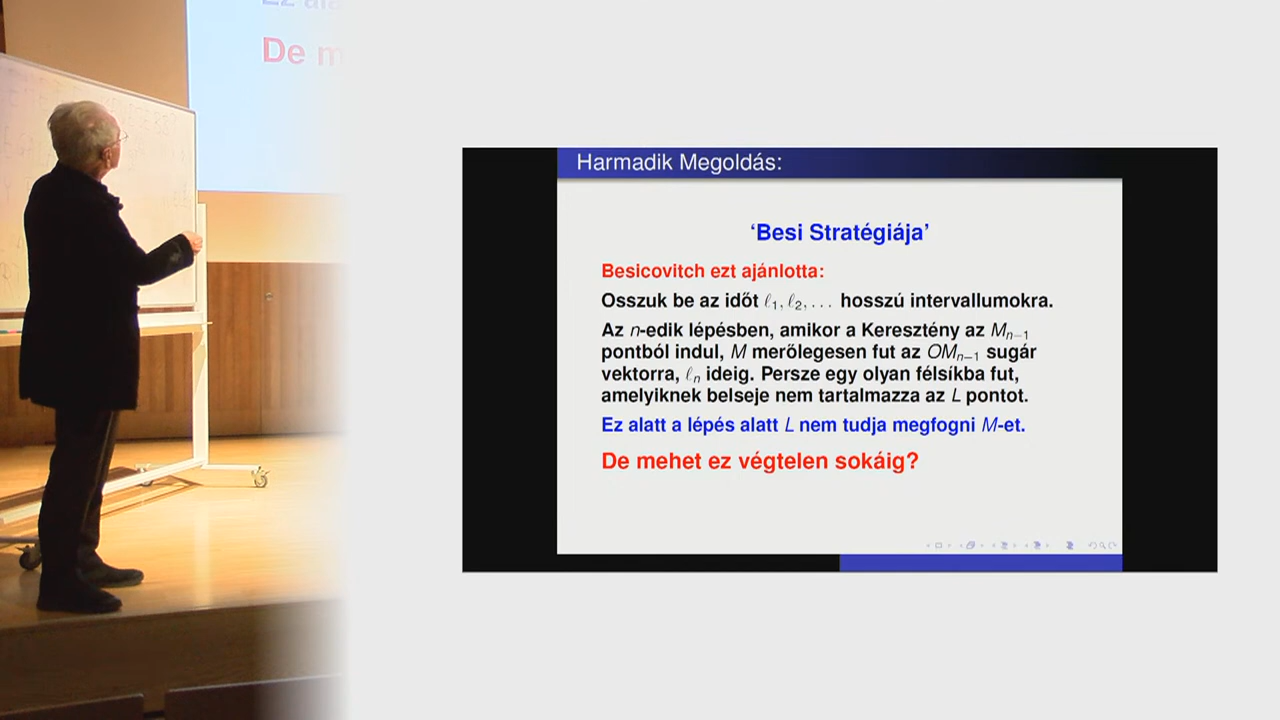 De m
Harmadik Megoldás:
‘Besi Stratégiája’
Besicovitch ezt ajánlotta:
Osszuk be az időt ℓ₁, ℓ₂, . . . hosszú intervallumokra.
Az n-edik lépésben, amikor a Keresztény az Mₙ₋₁
pontból indul, M merőlegesen fut az OMₙ₋₁ sugár
vektorra, ℓₙ ideig. Persze egy olyan félsíkba fut,
amelyiknek belseje nem tartalmazza az L pontot.
Ez alatt a lépés alatt L nem tudja megfogni M-et.
De mehet ez végtelen sokáig?